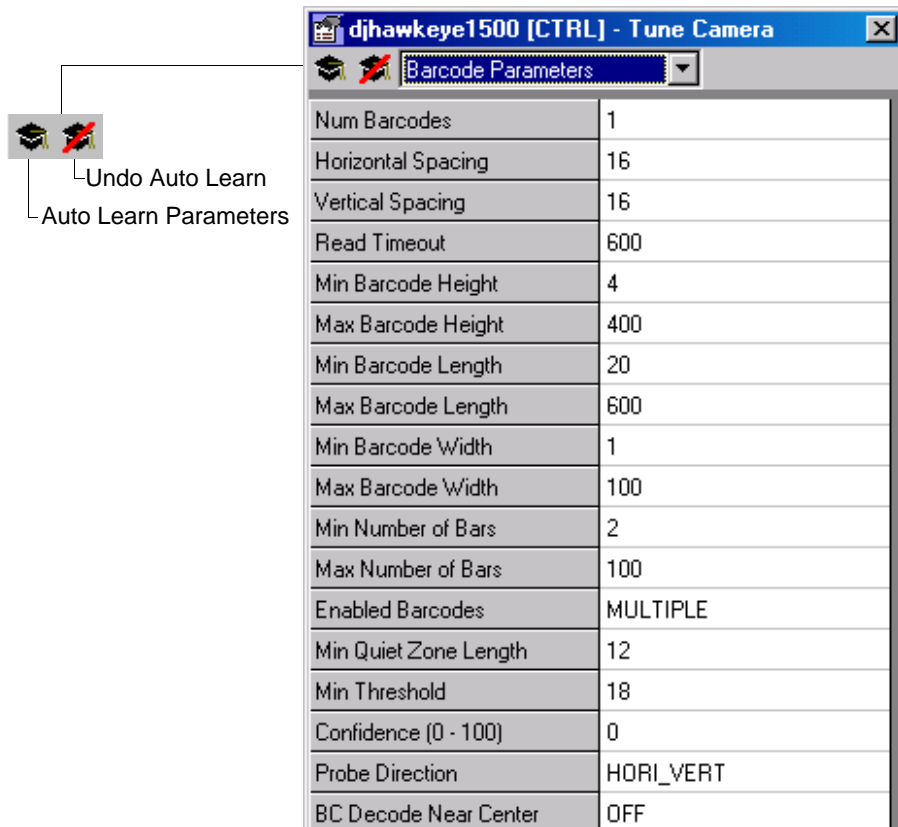 djhawkeye1500 [CTRL] - Tune Camera
Barcode Parameters
Undo Auto Learn
Auto Learn Parameters
Num Barcodes 1
Horizontal Spacing 16
Vertical Spacing 16
Read Timeout 600
Min Barcode Height 4
Max Barcode Height 400
Min Barcode Length 20
Max Barcode Length 600
Min Barcode Width 1
Max Barcode Width 100
Min Number of Bars 2
Max Number of Bars 100
Enabled Barcodes MULTIPLE
Min Quiet Zone Length 12
Min Threshold 18
Confidence (0 - 100) 0
Probe Direction HORI_VERT
BC Decode Near Center OFF